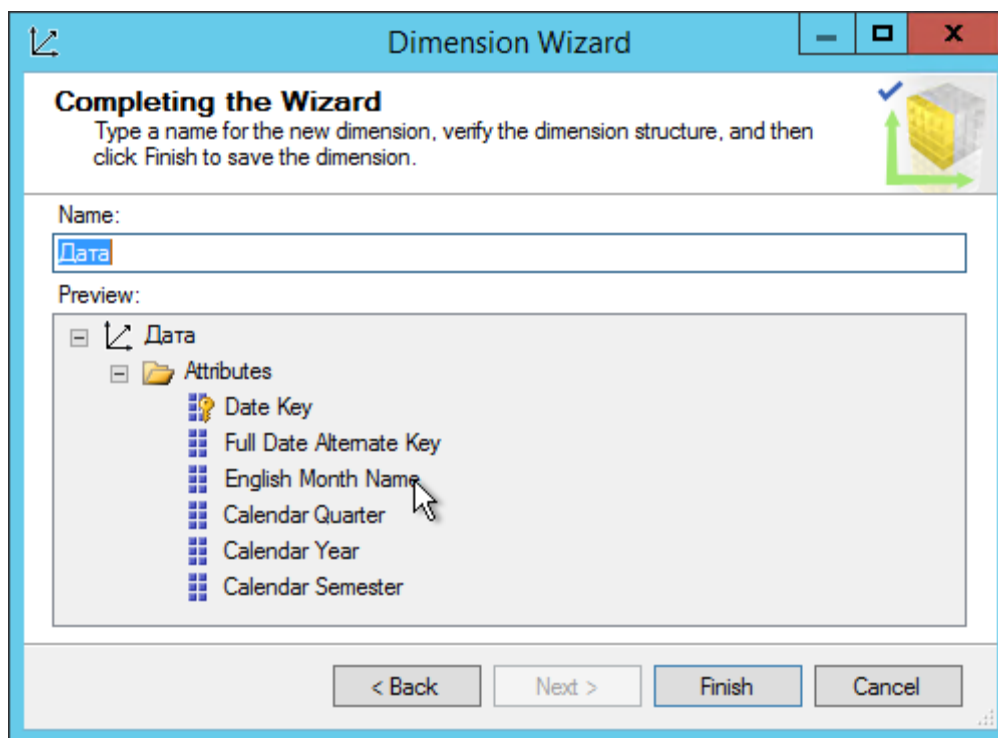 Dimension Wizard
Completing the Wizard
Type a name for the new dimension, verify the dimension structure, and then
click Finish to save the dimension.
Name:
Дата
Preview:
Дата
Attributes
Date Key
Full Date Alternate Key
English Month Name
Calendar Quarter
Calendar Year
Calendar Semester
< Back Next > Finish Cancel